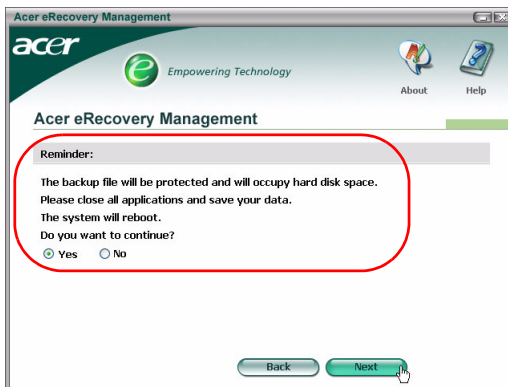 Acer eRecovery Management
acer
e
Empowering Technology
About
Help
Acer eRecovery Management
Reminder:
The backup file will be protected and will occupy hard disk space.
Please close all applications and save your data.
The system will reboot.
Do you want to continue?
Yes No
Back Next